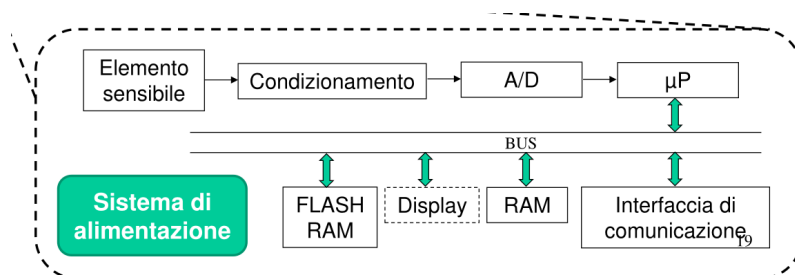 Elemento
sensibile
Condizionamento
A/D
µP
BUS
Sistema di
alimentazione
FLASH
RAM
Display
RAM
Interfaccia di
comunicazione
19